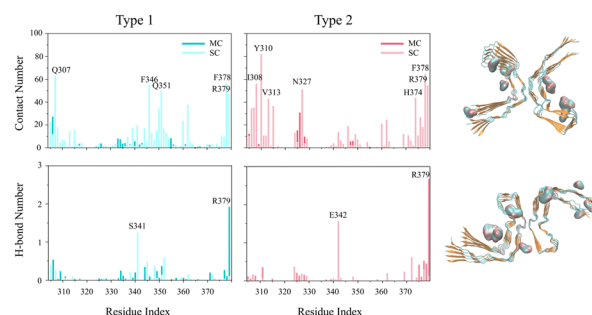 Type 1
Type 2
100
80
60
40
20
0
Contact Number
Q307
F346
Q351
F378
R379
MC
SC
Y310
I308
V313
N327
F378
R379
H374
MC
SC
3
2
1
0
H-bond Number
S341
R379
E342
R379
310 320 330 340 350 360 370
310 320 330 340 350 360 370
Residue Index
Residue Index